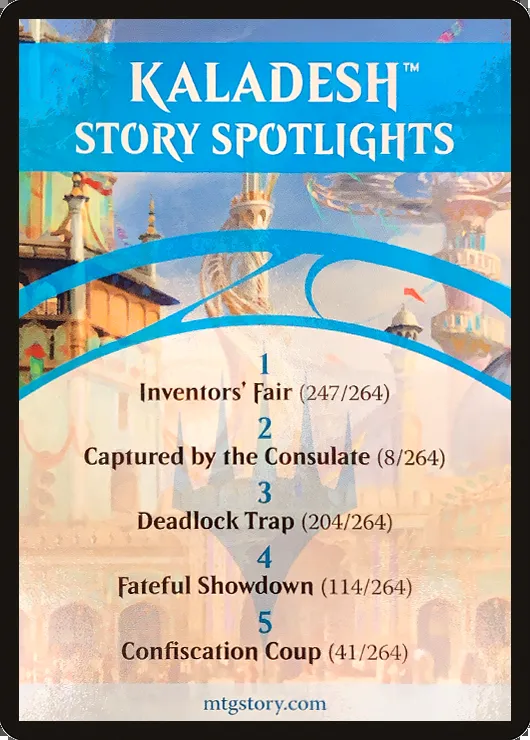 KALADESH™
STORY SPOTLIGHTS
1
Inventors' Fair (247/264)
2
Captured by the Consulate (8/264)
3
Deadlock Trap (204/264)
4
Fateful Showdown (114/264)
5
Confiscation Coup (41/264)
mtgstory.com